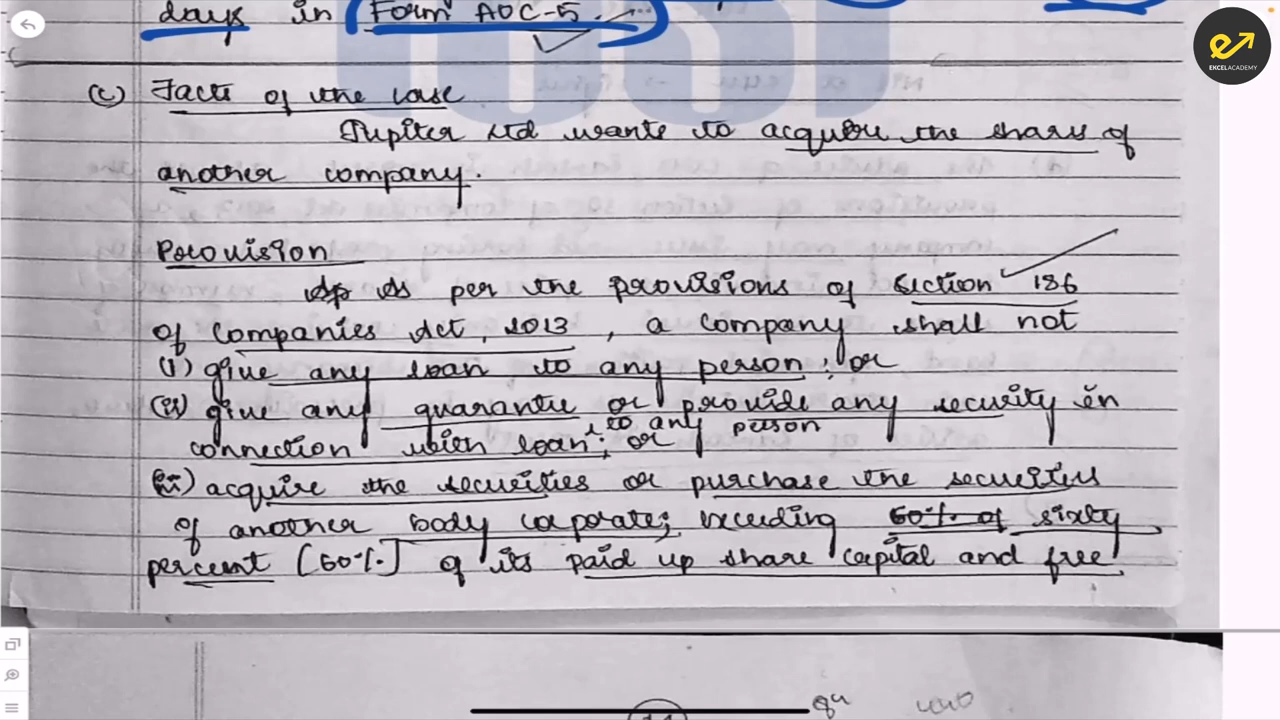 days in Form AOC-5.
(c) Facts of the case
Jupiter Ltd wants to acquire the shares of
another company.
Provision
As per the provisions of Section 186
of Companies Act, 2013, a company shall not
(i) give any loan to any person; or
(ii) give any guarantee or provide any security in
connection with loan to any person; or
(iii) acquire the securities or purchase the securities
of another body corporate; exceeding 60% of sixty
percent [60%] of its paid up share capital and free
14
EKCELACADEMY